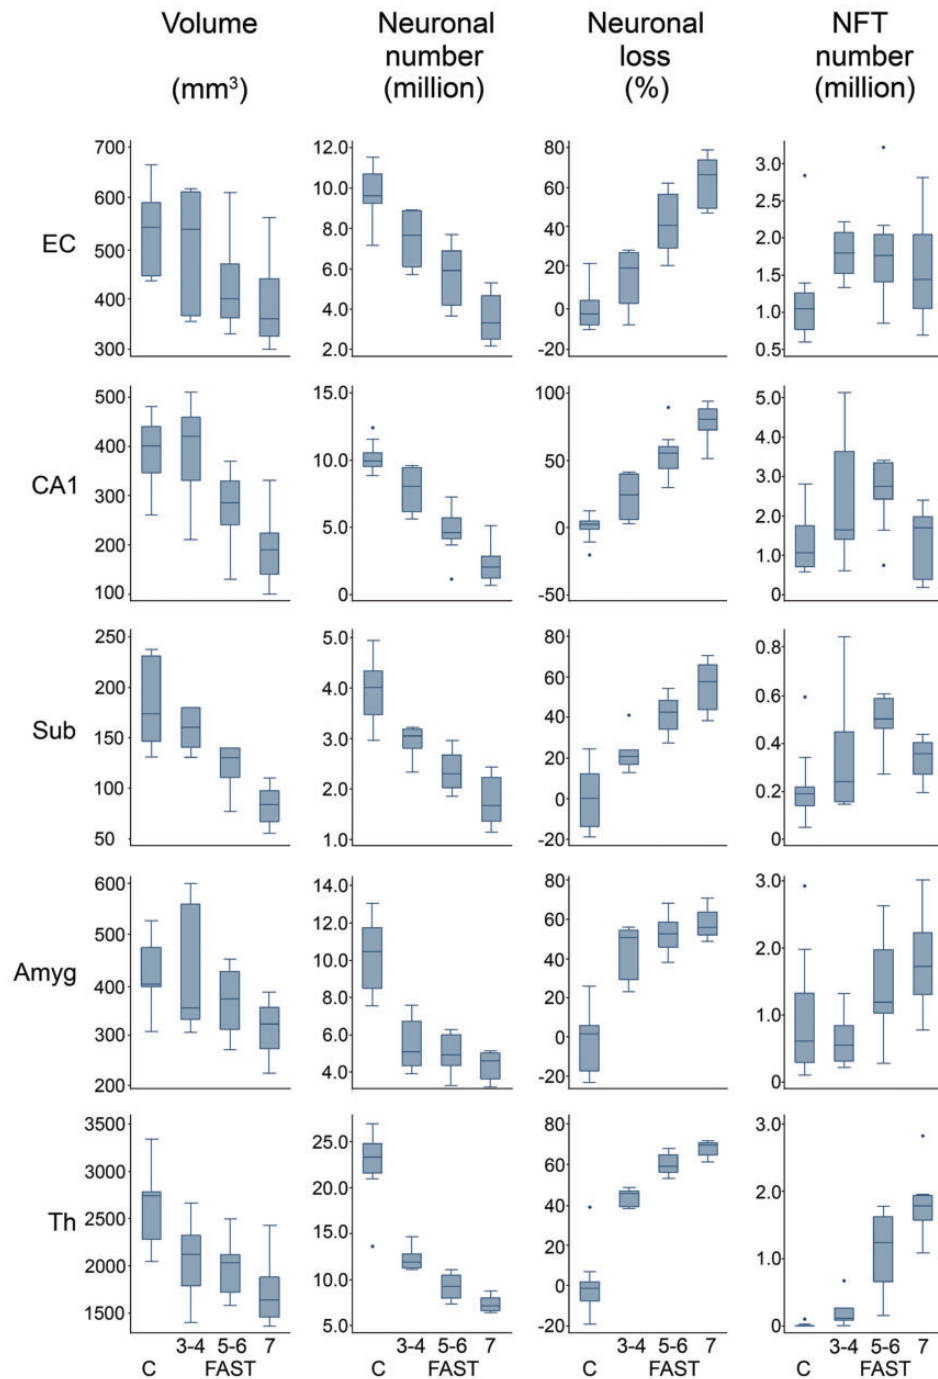 Volume Neuronal Neuronal NFT
number loss number
(mm³) (million) (%) (million)
700 12.0 80 3.0
600 10.0 60 2.5
EC 500 8.0 40 2.0
400 6.0 20 1.5
300 4.0 0 1.0
2.0 -20 0.5
500 15.0 100 5.0
400 10.0 50 4.0
CA1 300 5.0 0 3.0
200 0 -50 2.0
100 1.0
0
250 5.0 80 0.8
200 4.0 60 0.6
Sub 150 3.0 40 0.4
100 2.0 20 0.2
50 1.0 0 0
-20
600 14.0 80 3.0
500 12.0 60 2.0
Amyg 400 10.0 40 1.0
300 8.0 20 0
200 6.0 0
4.0 -20
3500 25.0 80 3.0
3000 20.0 60 2.0
Th 2500 15.0 40 1.0
2000 10.0 20 0
1500 5.0 0
-20
3-4 5-6 7 3-4 5-6 7 3-4 5-6 7 3-4 5-6 7
C FAST C FAST C FAST C FAST